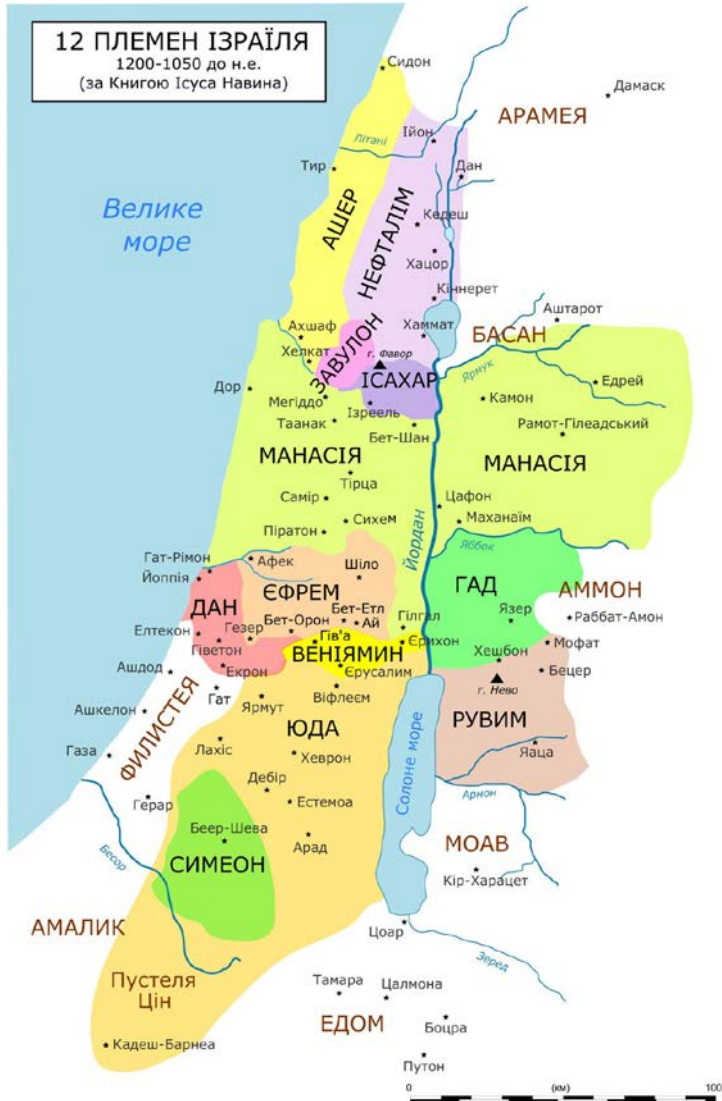 12 ПЛЕМЕН ІЗРАЇЛЯ
1200-1050 до н.е.
(за Книгою Ісуса Навина)
Сидон
Дамаск
АРАМЕЯ
Ійон
Літані
Дан
Тир
Велике
море
АШЕР
НЕФТАЛІМ
Кедеш
Хацор
Кіннерет
Аштарот
Ахшаф
Хаммат
БАСАН
Хелкат
ЗАВУЛОН
г. Фавор
Ярмук
ІСАХАР
Едрей
Дор
Мегіддо
Ізреель
Камон
Таанак
Бет-Шан
Рамот-Гілеадський
МАНАСІЯ
МАНАСІЯ
Тірца
Самір
Цафон
Сихем
Маханаїм
Піратон
Йордан
Яббок
Гат-Рімон
Афек
Шіло
Йоппія
ЄФРЕМ
ГАД
АММОН
ДАН
Бет-Етл
Язер
Раббат-Амон
Бет-Орон
Ай
Гілгал
Елтекон
Гезер
Гів'а
Гіветон
ВЕНІЯМИН
Єрихон
Мофат
Хешбон
Ашдод
Екрон
Єрусалим
Бецер
Гат
Віфлеєм
г. Нево
Ашкелон
Ярмут
ЮДА
РУВИМ
ФИЛИСТЕЯ
Лахіс
Хеврон
Солоне море
Яаца
Газа
Дебір
Герар
Естемоа
Арнон
Беер-Шева
Арад
МОАВ
Бесор
СИМЕОН
Кір-Харацет
АМАЛИК
Цоар
Зеред
Пустеля
Цін
Тамара
Цалмона
ЕДОМ
Боцра
Кадеш-Барнеа
Путон
0 (км) 100